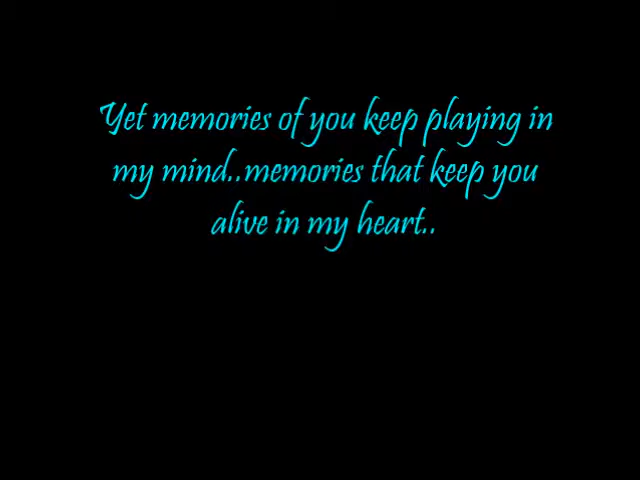 Yet memories of you keep playing in
my mind..memories that keep you
alive in my heart..